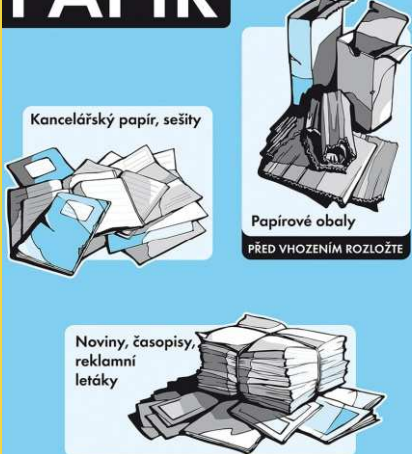 PAPÍR
Kancelářský papír, sešity
Papírové obaly
PŘED VHOZENÍM ROZLOŽTE
Noviny, časopisy,
reklamní
letáky